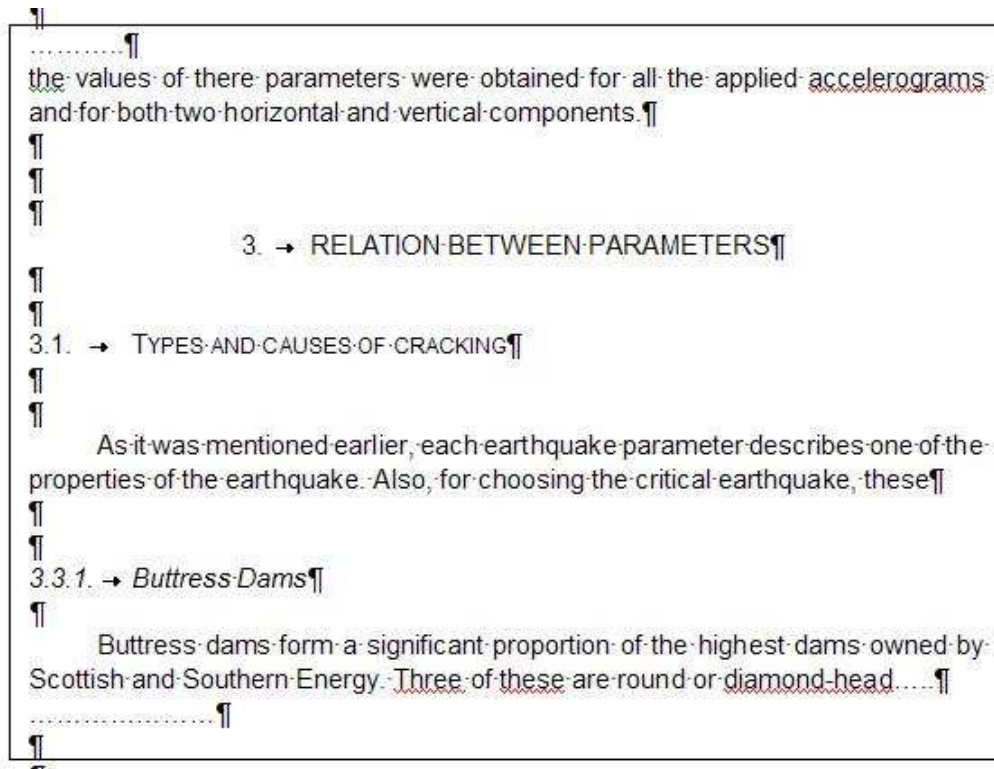 ¶
………..¶
the values of there parameters were obtained for all the applied accelerograms
and for both two horizontal and vertical components.¶
¶
¶
¶
3. → RELATION BETWEEN PARAMETERS¶
¶
¶
3.1. → TYPES AND CAUSES OF CRACKING¶
¶
¶
As it was mentioned earlier, each earthquake parameter describes one of the
properties of the earthquake. Also, for choosing the critical earthquake, these¶
¶
¶
3.3.1. → Buttress Dams¶
¶
Buttress dams form a significant proportion of the highest dams owned by
Scottish and Southern Energy. Three of these are round or diamond-head…..¶
…………………¶
¶